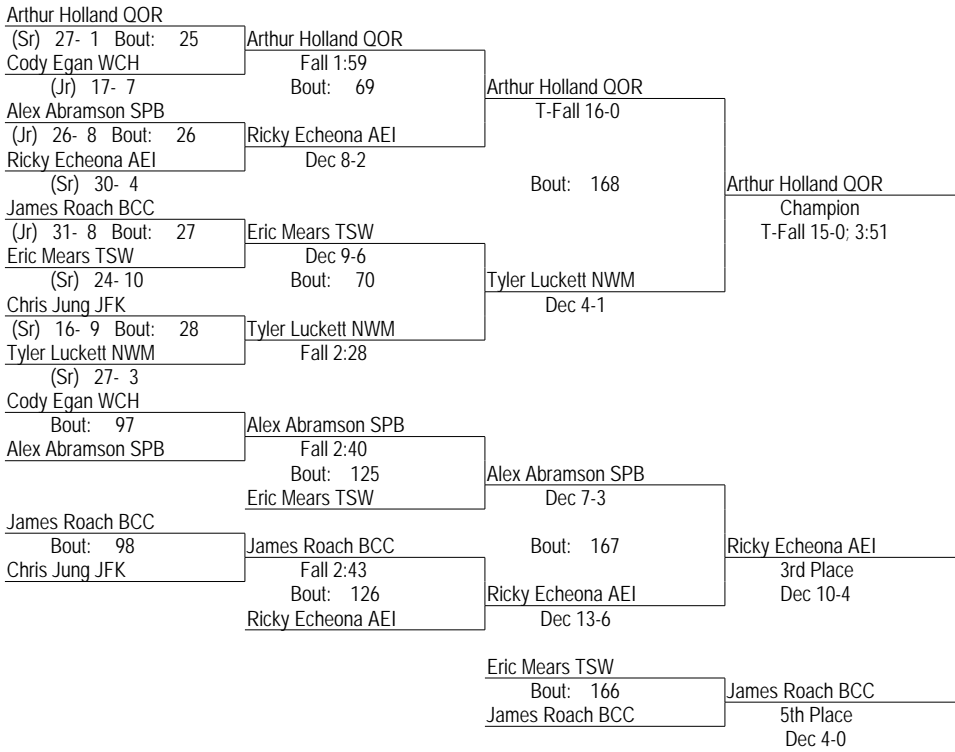 Arthur Holland QOR
(Sr) 27- 1 Bout: 25 Arthur Holland QOR
Cody Egan WCH Fall 1:59
(Jr) 17- 7 Bout: 69 Arthur Holland QOR
Alex Abramson SPB T-Fall 16-0
(Jr) 26- 8 Bout: 26 Ricky Echeona AEI
Ricky Echeona AEI Dec 8-2
(Sr) 30- 4 Bout: 168 Arthur Holland QOR
James Roach BCC Champion
(Jr) 31- 8 Bout: 27 Eric Mears TSW T-Fall 15-0; 3:51
Eric Mears TSW Dec 9-6
(Sr) 24- 10 Bout: 70 Tyler Luckett NWM
Chris Jung JFK Dec 4-1
(Sr) 16- 9 Bout: 28 Tyler Luckett NWM
Tyler Luckett NWM Fall 2:28
(Sr) 27- 3
Cody Egan WCH
Bout: 97 Alex Abramson SPB
Alex Abramson SPB Fall 2:40
Bout: 125 Alex Abramson SPB
Eric Mears TSW Dec 7-3
James Roach BCC
Bout: 98 James Roach BCC Bout: 167 Ricky Echeona AEI
Chris Jung JFK Fall 2:43 3rd Place
Bout: 126 Ricky Echeona AEI Dec 10-4
Ricky Echeona AEI Dec 13-6
Eric Mears TSW
Bout: 166 James Roach BCC
James Roach BCC 5th Place
Dec 4-0